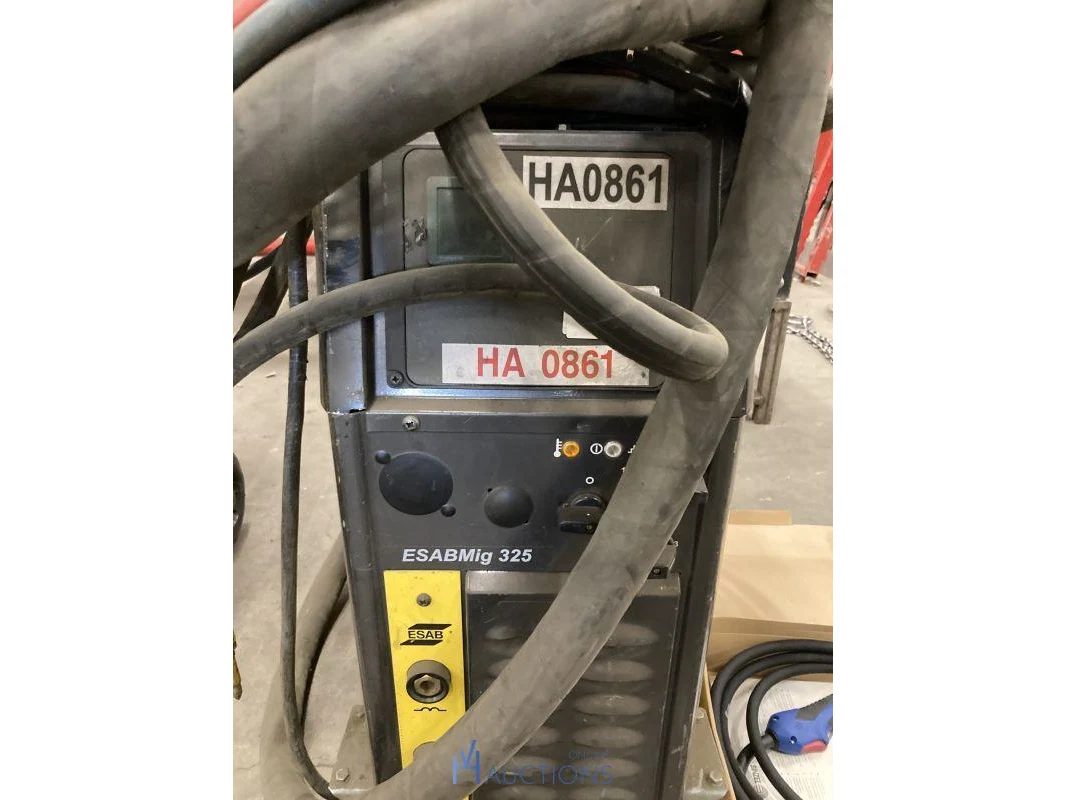 HA0861
HA 0861
ESABMig 325
ESAB
AUCTIONS